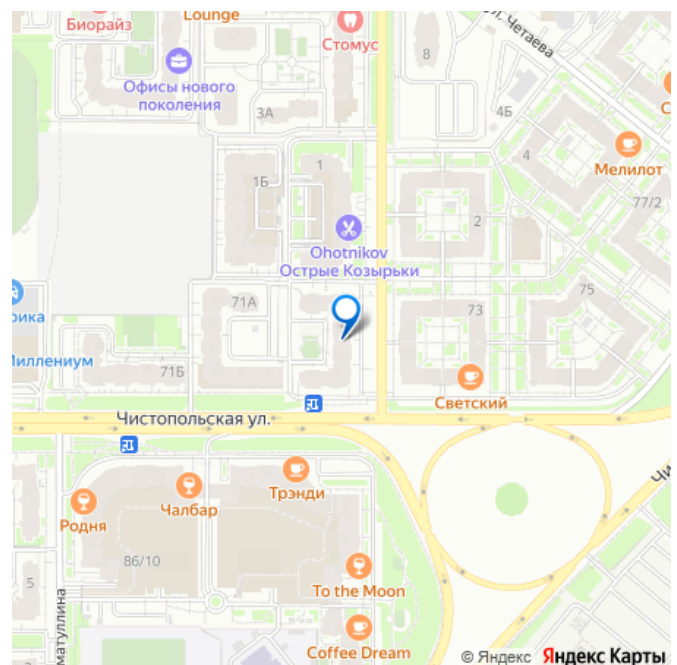 Биорайз
Lounge
Стомус
ул. Четаева
8
Офисы нового
поколения
3А
4Б
4
Мелилот
1
1Б
77/2
2
Ohotnikov
Острые Козырьки
71А
73
75
рика
Миллениум
71Б
Светский
Чистопольская ул.
Трэнди
Чалбар
Родня
86/10
5
To the Moon
матуллина
Coffee Dream
© Яндекс Яндекс Карты